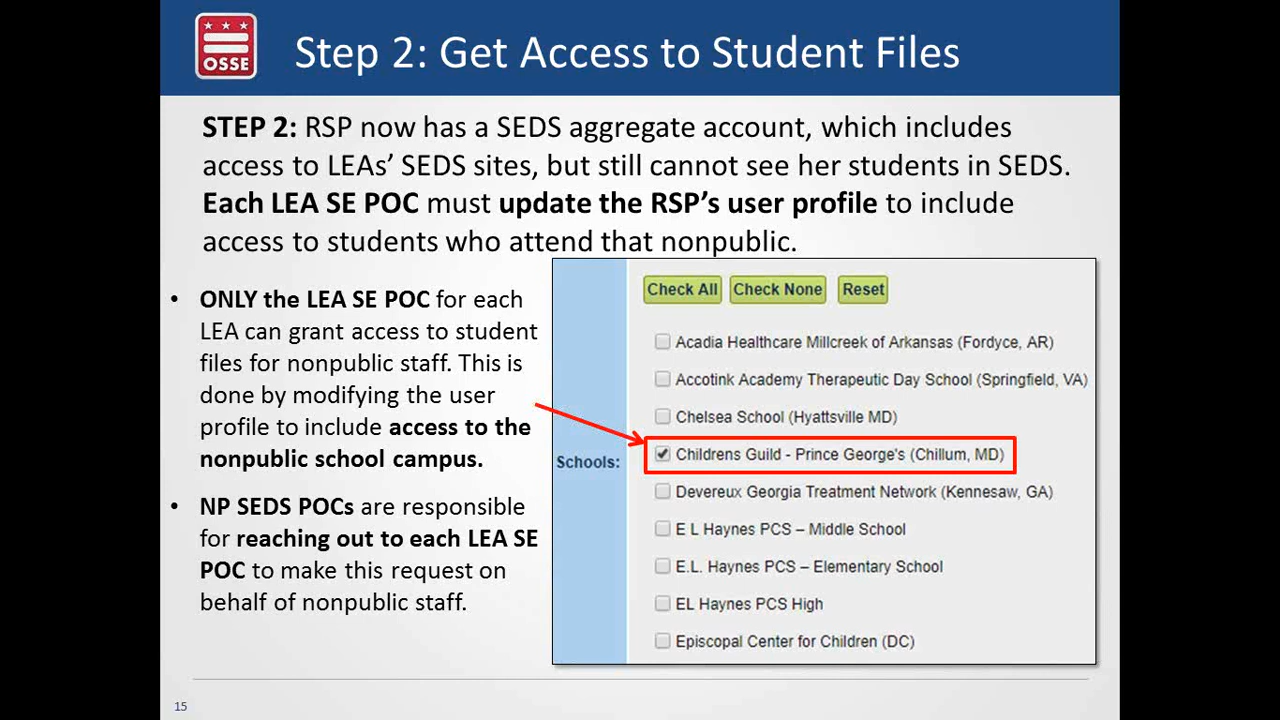 OSSE
Step 2: Get Access to Student Files
STEP 2: RSP now has a SEDS aggregate account, which includes
access to LEAs’ SEDS sites, but still cannot see her students in SEDS.
Each LEA SE POC must update the RSP’s user profile to include
access to students who attend that nonpublic.
• ONLY the LEA SE POC for each
LEA can grant access to student
files for nonpublic staff. This is
done by modifying the user
profile to include access to the
nonpublic school campus.
• NP SEDS POCs are responsible
for reaching out to each LEA SE
POC to make this request on
behalf of nonpublic staff.
Schools:
Check All Check None Reset
Acadia Healthcare Millcreek of Arkansas (Fordyce, AR)
Accotink Academy Therapeutic Day School (Springfield, VA)
Chelsea School (Hyattsville MD)
Childrens Guild - Prince George's (Chillum, MD)
Devereux Georgia Treatment Network (Kennesaw, GA)
E L Haynes PCS – Middle School
E.L. Haynes PCS – Elementary School
EL Haynes PCS High
Episcopal Center for Children (DC)
15